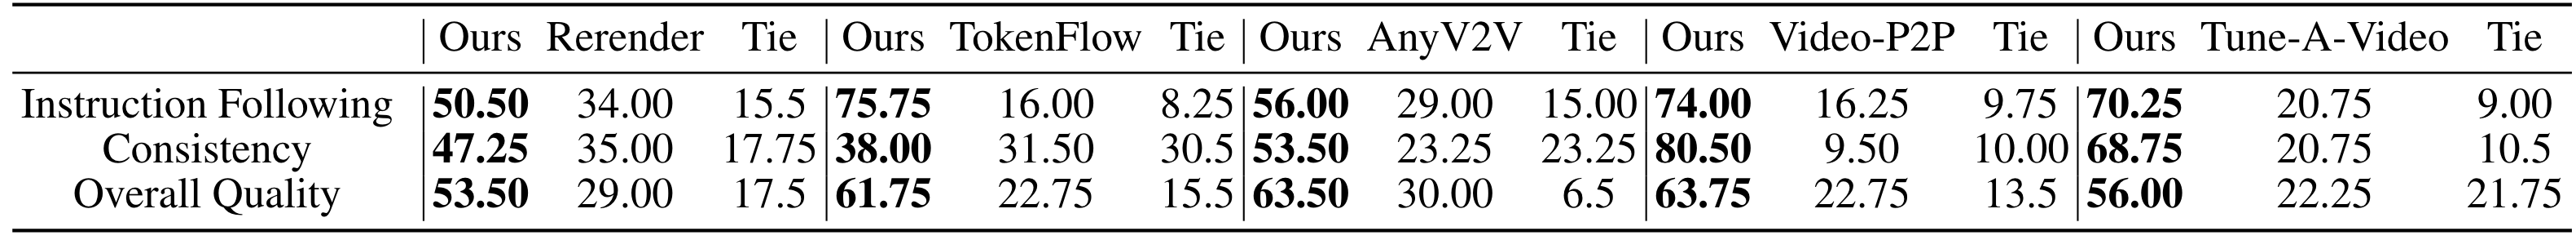 Ours Rerender Tie Ours TokenFlow Tie Ours AnyV2V Tie Ours Video-P2P Tie Ours Tune-A-Video Tie
Instruction Following 50.50 34.00 15.5 75.75 16.00 8.25 56.00 29.00 15.00 74.00 16.25 9.75 70.25 20.75 9.00
Consistency 47.25 35.00 17.75 38.00 31.50 30.5 53.50 23.25 23.25 80.50 9.50 10.00 68.75 20.75 10.5
Overall Quality 53.50 29.00 17.5 61.75 22.75 15.5 63.50 30.00 6.5 63.75 22.75 13.5 56.00 22.25 21.75